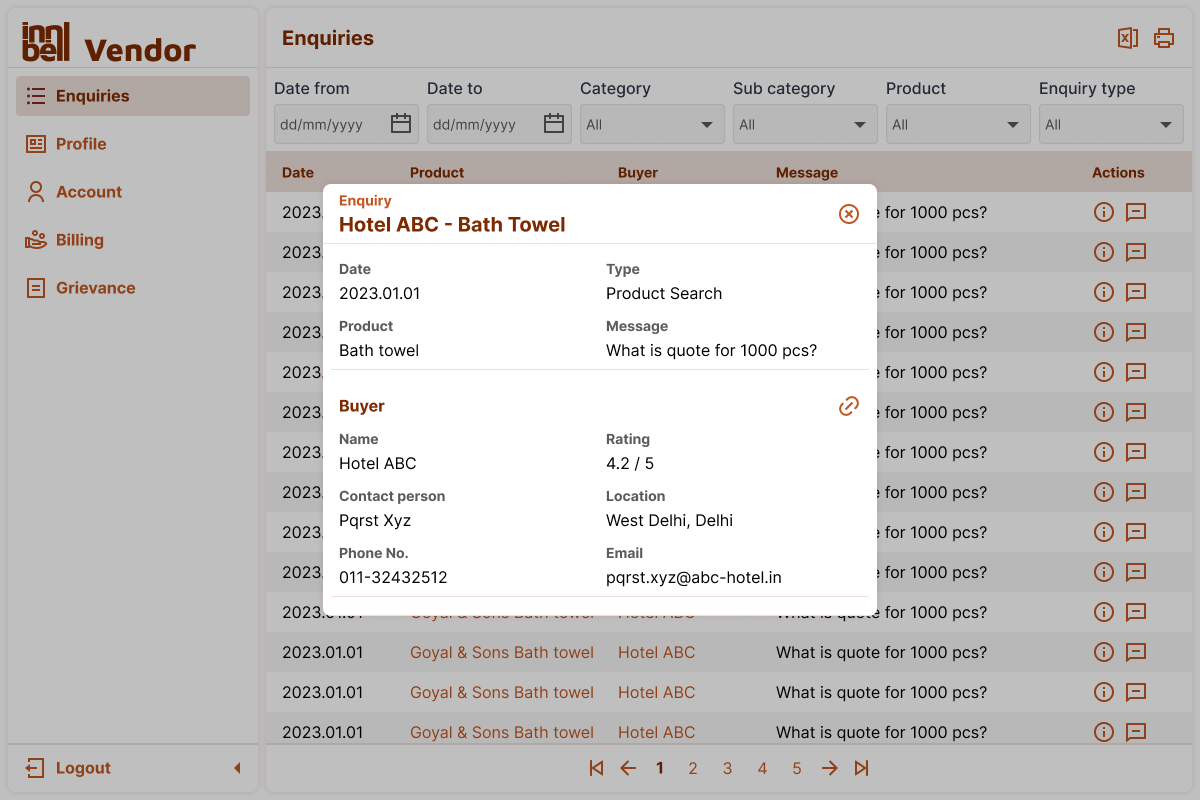 innbell Vendor
Enquiries
Profile
Account
Billing
Grievance
Logout
Enquiries
Date from Date to Category Sub category Product Enquiry type
dd/mm/yyyy dd/mm/yyyy All All All All
Date Product Buyer Message Actions
Enquiry
Hotel ABC - Bath Towel
Date Type
2023.01.01 Product Search
Product Message
Bath towel What is quote for 1000 pcs?
Buyer
Name Rating
Hotel ABC 4.2 / 5
Contact person Location
Pqrst Xyz West Delhi, Delhi
Phone No. Email
011-32432512 pqrst.xyz@abc-hotel.in
2023. for 1000 pcs?
2023. for 1000 pcs?
2023. for 1000 pcs?
2023. for 1000 pcs?
2023. for 1000 pcs?
2023. for 1000 pcs?
2023. for 1000 pcs?
2023. for 1000 pcs?
2023. for 1000 pcs?
2023. for 1000 pcs?
2023.01.01 Goyal & Sons Bath towel Hotel ABC What is quote for 1000 pcs?
2023.01.01 Goyal & Sons Bath towel Hotel ABC What is quote for 1000 pcs?
2023.01.01 Goyal & Sons Bath towel Hotel ABC What is quote for 1000 pcs?
2023.01.01 Goyal & Sons Bath towel Hotel ABC What is quote for 1000 pcs?
1 2 3 4 5